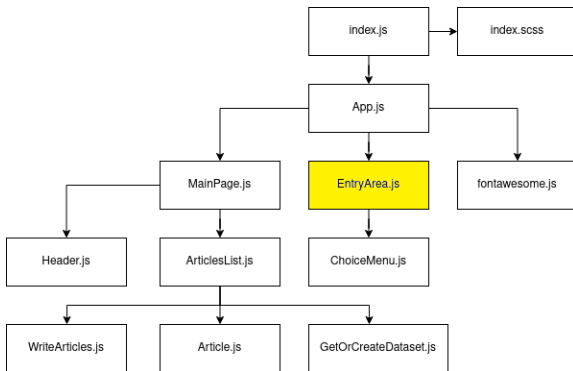 index.js
index.scss
App.js
MainPage.js
EntryArea.js
fontawesome.js
Header.js
ArticlesList.js
ChoiceMenu.js
WriteArticles.js
Article.js
GetOrCreateDataset.js